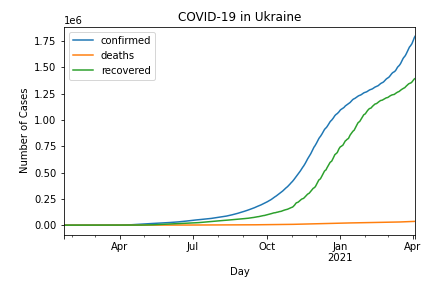 COVID-19 in Ukraine
1e6
confirmed
deaths
recovered
Number of Cases
1.75
1.50
1.25
1.00
0.75
0.50
0.25
0.00
Apr
Jul
Oct
Jan
2021
Apr
Day